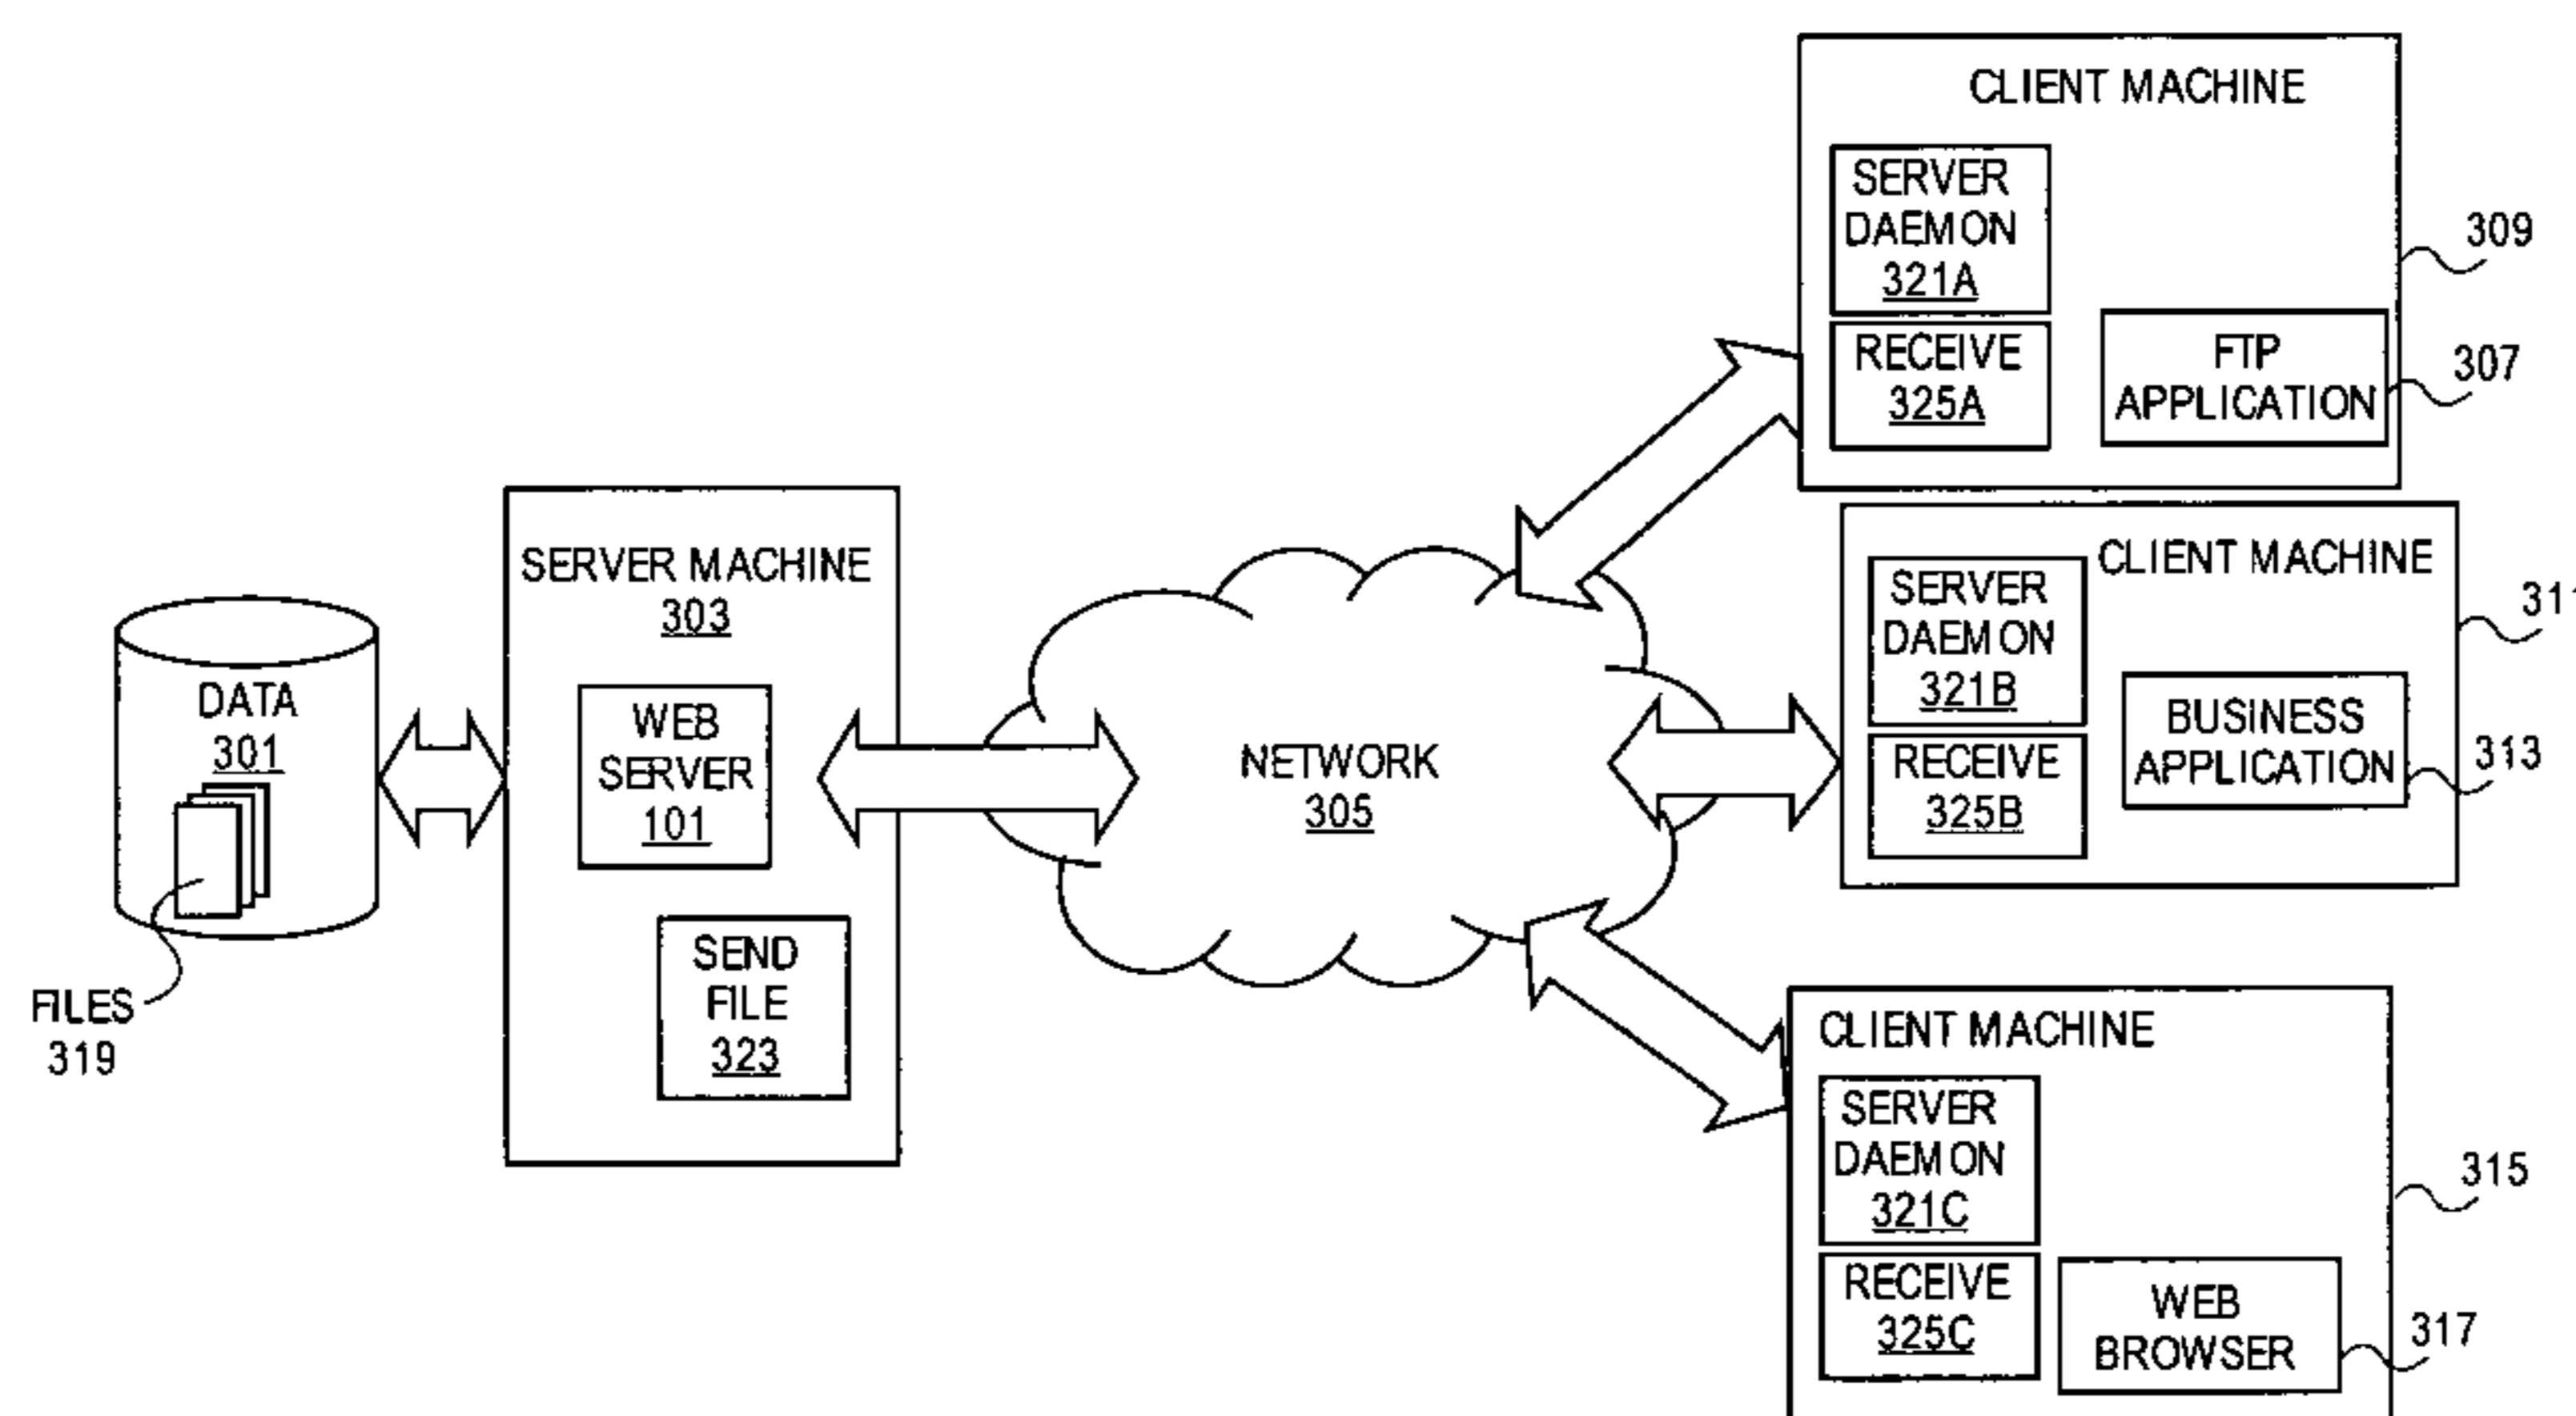 DATA
301
FILES
319
SERVER MACHINE
303
WEB
SERVER
101
SEND
FILE
323
NETWORK
305
CLIENT MACHINE
SERVER
DAEMON
321A
RECEIVE
325A
FTP
APPLICATION
309
307
CLIENT MACHINE
SERVER
DAEMON
321B
RECEIVE
325B
BUSINESS
APPLICATION
311
313
CLIENT MACHINE
SERVER
DAEMON
321C
RECEIVE
325C
WEB
BROWSER
315
317